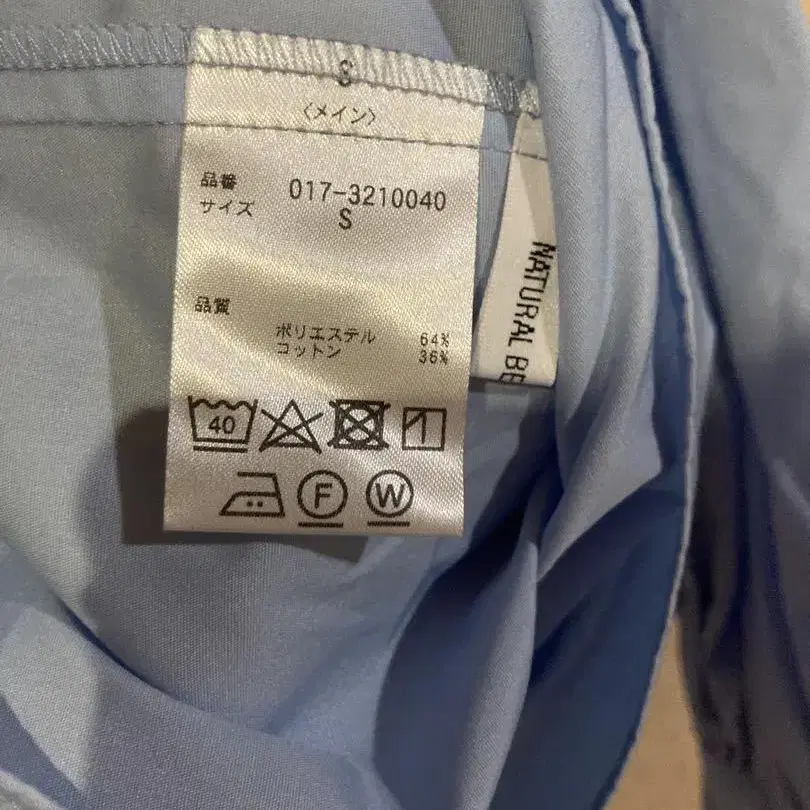 S
〈メイン〉
品番 017-3210040
サイズ S
品質
ポリエステル 64%
コットン 36%
40
F W
NATURAL BE